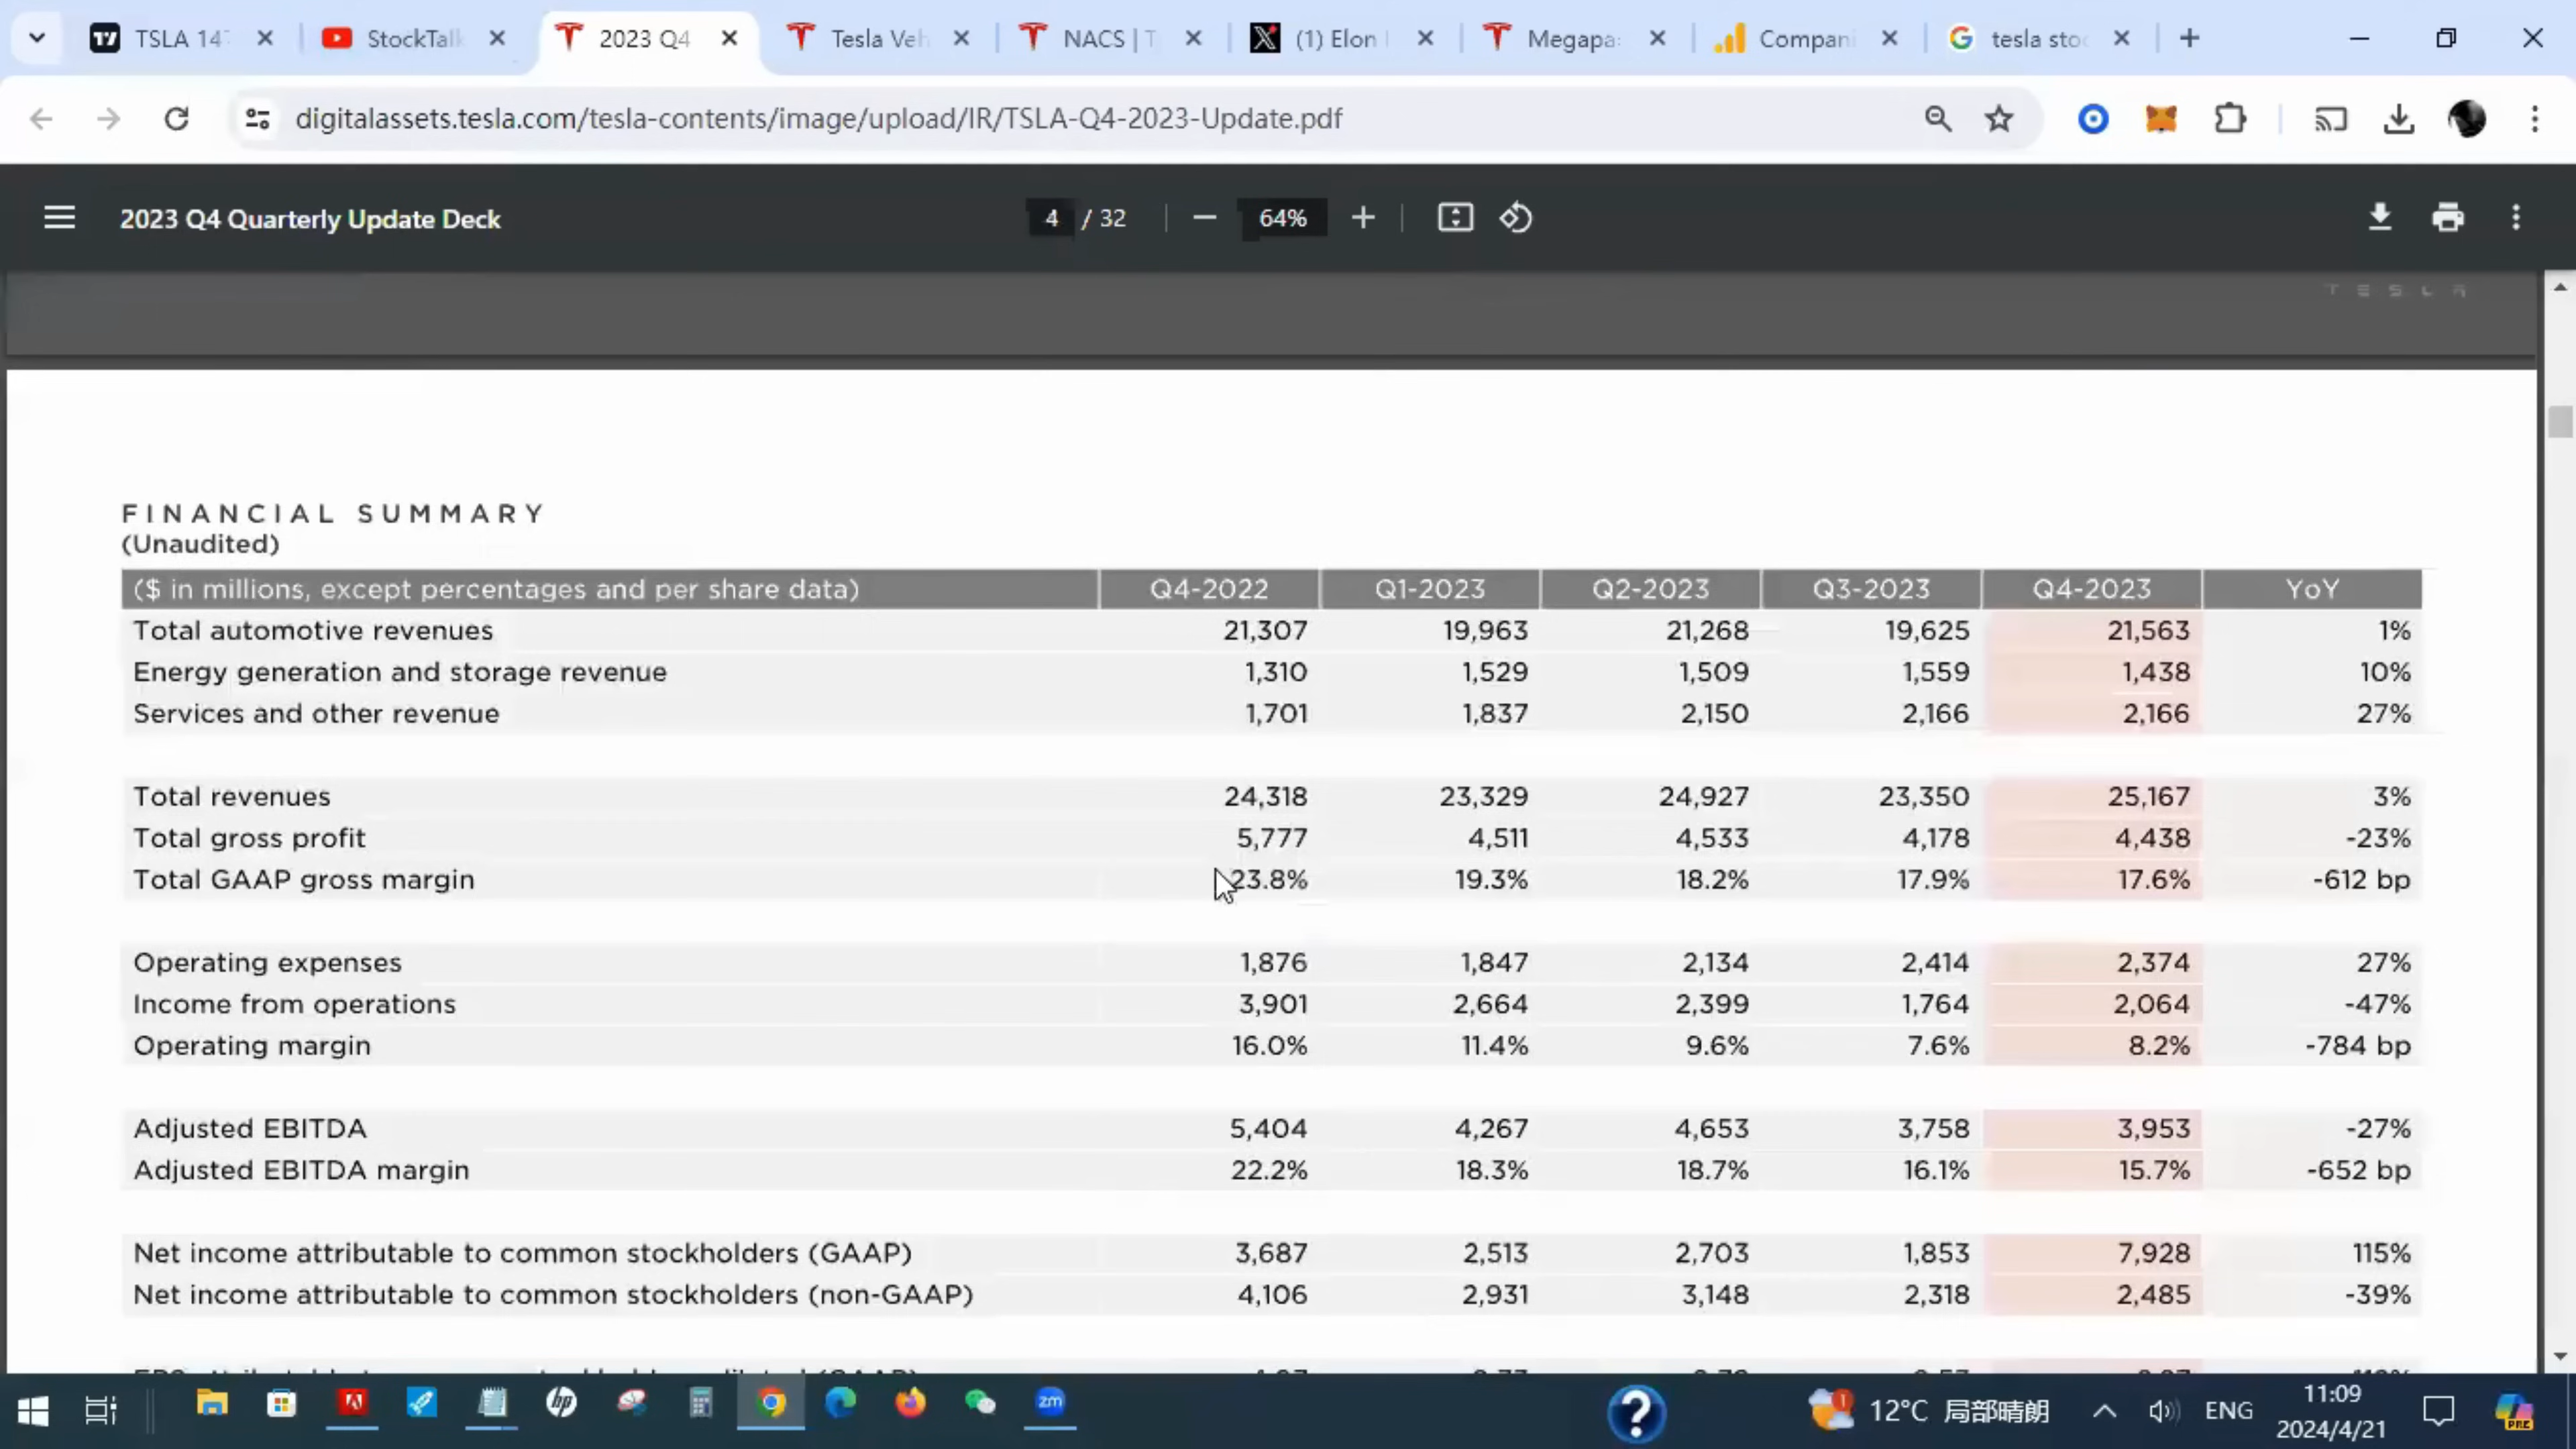 TSLA 147
StockTalk
2023 Q4
Tesla Veh
NACS | T
(1) Elon
Megapa
Compani
tesla sto
digitalassets.tesla.com/tesla-contents/image/upload/IR/TSLA-Q4-2023-Update.pdf
2023 Q4 Quarterly Update Deck
4 / 32
64%
TESLA
FINANCIAL SUMMARY
(Unaudited)
($ in millions, except percentages and per share data) Q4-2022 Q1-2023 Q2-2023 Q3-2023 Q4-2023 YoY
Total automotive revenues 21,307 19,963 21,268 19,625 21,563 1%
Energy generation and storage revenue 1,310 1,529 1,509 1,559 1,438 10%
Services and other revenue 1,701 1,837 2,150 2,166 2,166 27%
Total revenues 24,318 23,329 24,927 23,350 25,167 3%
Total gross profit 5,777 4,511 4,533 4,178 4,438 -23%
Total GAAP gross margin 23.8% 19.3% 18.2% 17.9% 17.6% -612 bp
Operating expenses 1,876 1,847 2,134 2,414 2,374 27%
Income from operations 3,901 2,664 2,399 1,764 2,064 -47%
Operating margin 16.0% 11.4% 9.6% 7.6% 8.2% -784 bp
Adjusted EBITDA 5,404 4,267 4,653 3,758 3,953 -27%
Adjusted EBITDA margin 22.2% 18.3% 18.7% 16.1% 15.7% -652 bp
Net income attributable to common stockholders (GAAP) 3,687 2,513 2,703 1,853 7,928 115%
Net income attributable to common stockholders (non-GAAP) 4,106 2,931 3,148 2,318 2,485 -39%
12°C 局部晴朗
ENG
11:09
2024/4/21